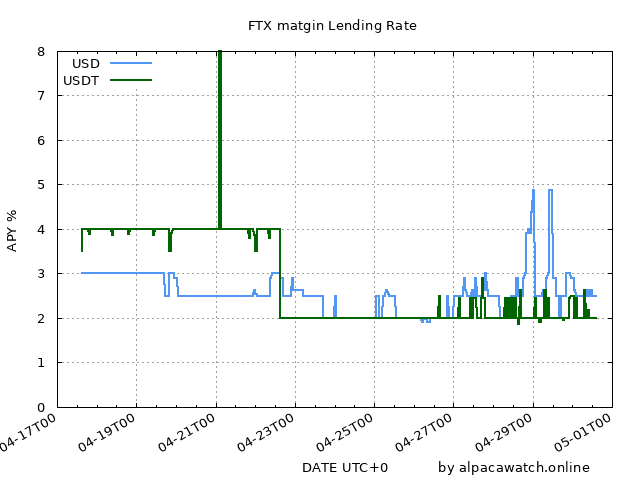 FTX matgin Lending Rate
USD
USDT
8
7
6
5
4
3
2
1
0
APY %
04-17T00
04-19T00
04-21T00
04-23T00
04-25T00
04-27T00
04-29T00
05-01T00
DATE UTC+0
by alpacawatch.online